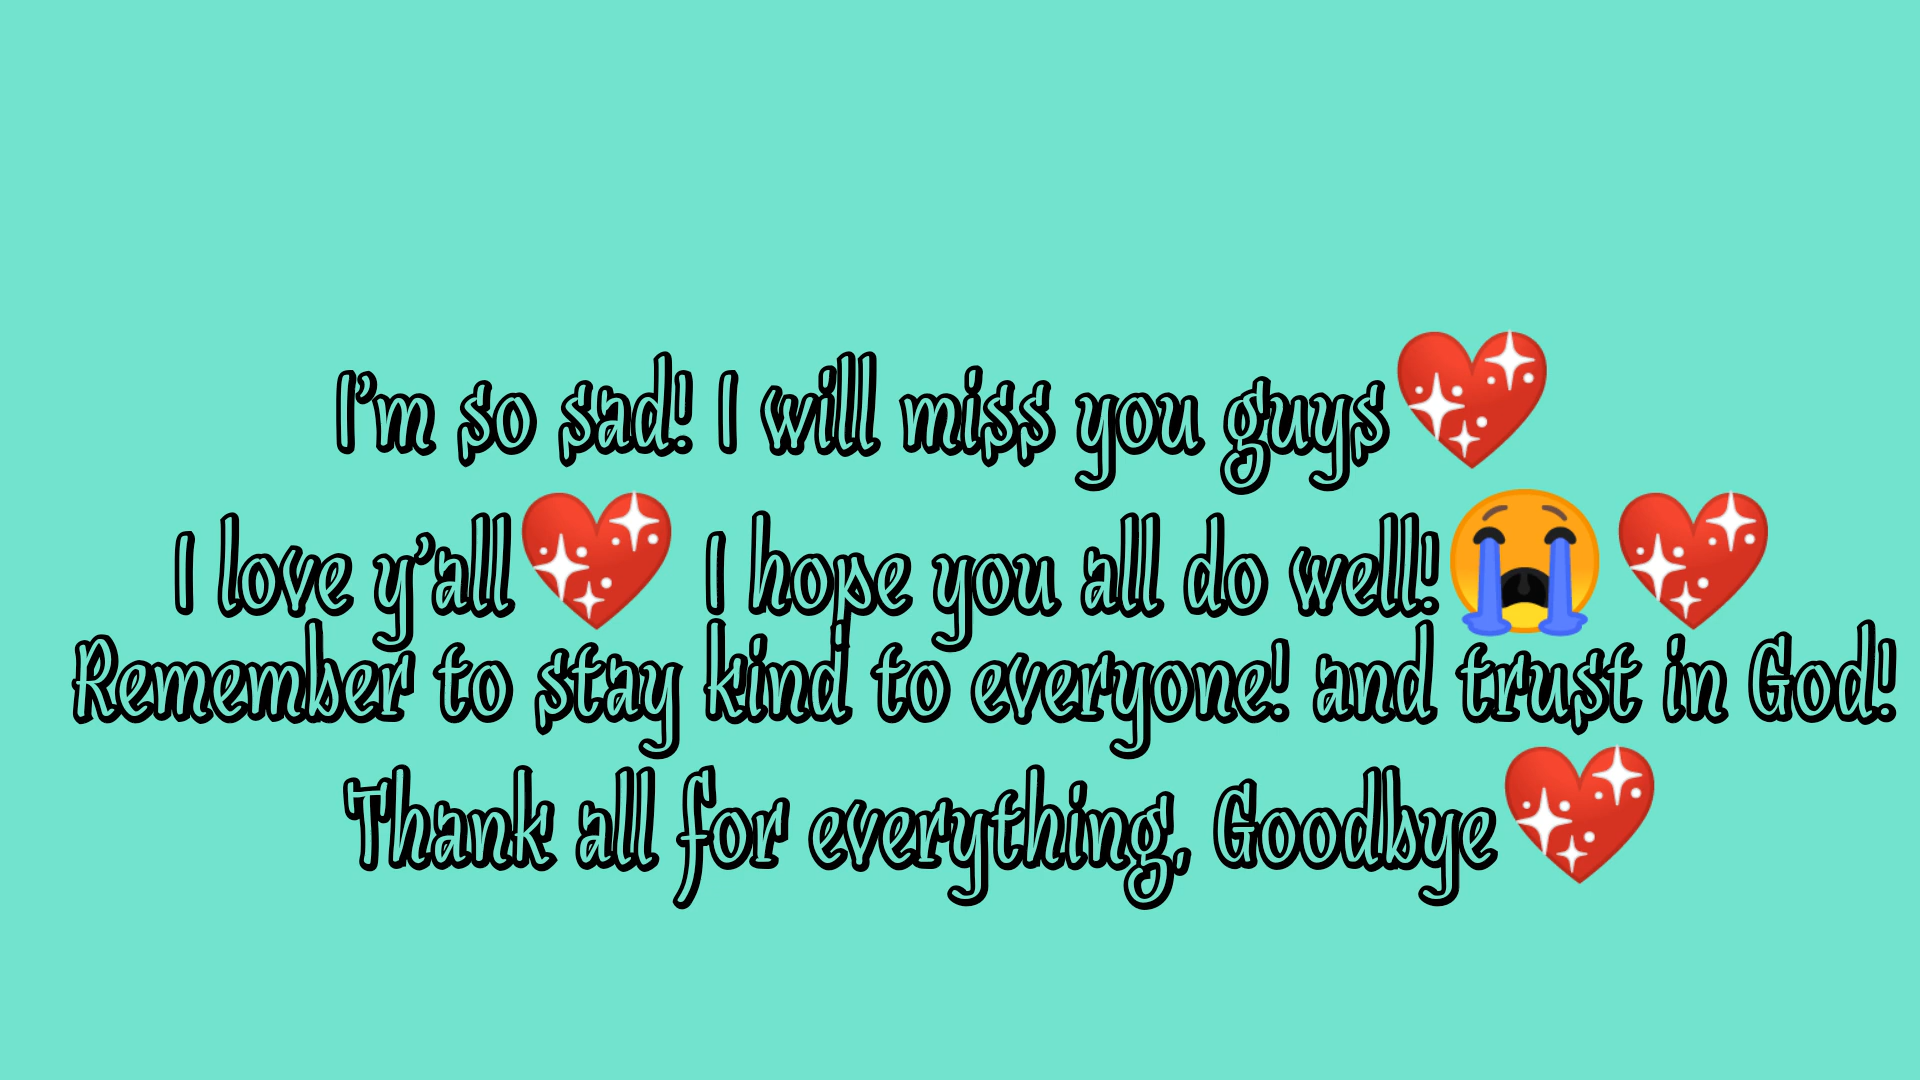 I'm so sad! I will miss you guys💖
I love y'all💖 I hope you all do well!😭💖
Remember to stay kind to everyone! and trust in God!
Thank all for everything, Goodbye💖